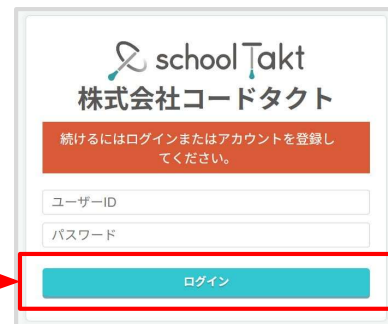 schoolTakt
株式会社コードタクト
続けるにはログインまたはアカウントを登録し
てください。
ユーザーID
パスワード
ログイン